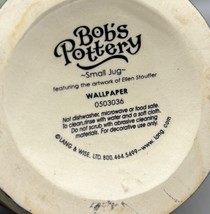 Bob's
Pottery
~Small Jug~
featuring the artwork of Ellen Stouffer
WALLPAPER
0503036
Not dishwasher, microwave or food safe.
To clean, rinse with water and a soft cloth.
Do not scrub with abrasive cleaning
materials. For decorative use only.
© LANG & WISE, LTD. 800.464.5499~www.lang.com